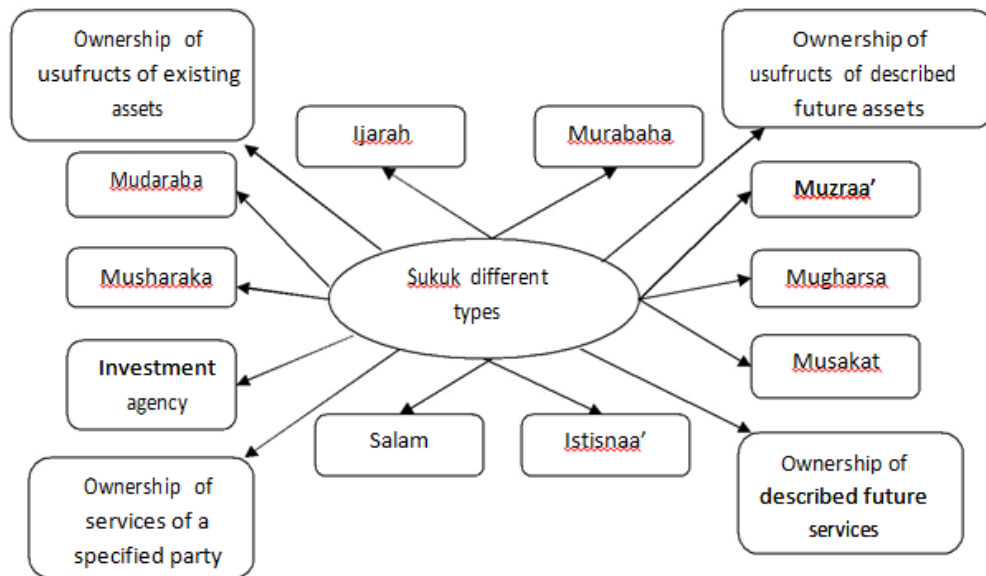 Ownership of
usufructs of existing
assets
Ijarah
Murabaha
Ownership of
usufructs of described
future assets
Mudaraba
Muzraa’
Musharaka
Sukuk different
types
Mugharsa
Investment
agency
Musakat
Salam
Istisnaa’
Ownership of
services of a
specified party
Ownership of
described future
services